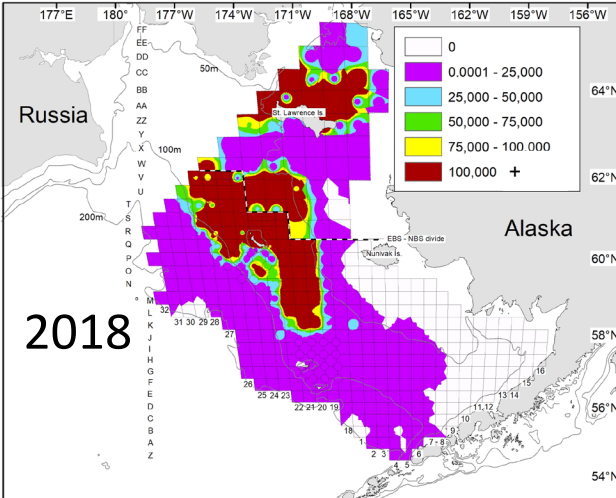 177°E 180° 177°W 174°W 171°W 168°W 165°W 162°W 159°W 156°W
FF
EE
DD
CC
BB
AA
ZZ
Y
X
W
V
U
T
S
R
Q
P
O
N
M
L
K
J
I
H
G
F
E
D
C
B
A
Z
50m
100m
200m
Russia
St. Lawrence Is.
0
0.0001 - 25,000
25,000 - 50,000
50,000 - 75,000
75,000 - 100,000
100,000 +
64°N
62°N
60°N
58°N
56°N
54°N
Alaska
EBS - NBS divide
Nunivak Is.
2018
32
31 30 29 28
27
26
25 24 23
22 21 20 19
18
1
2 3
4 5
6
7 - 8
9
10
11,12
13 14
15
16